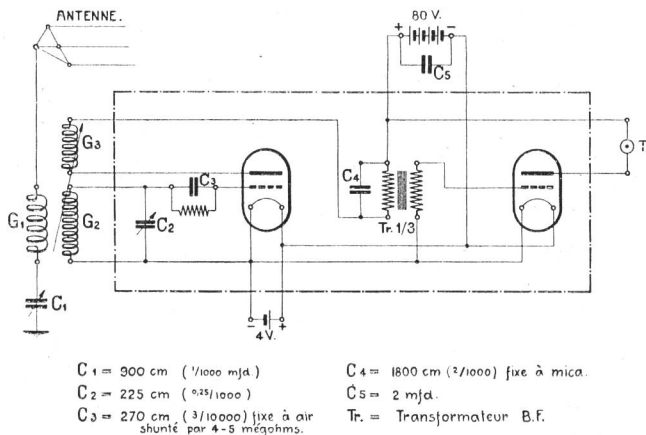 ANTENNE.
80 V.
+ −
C5
G3
C3
C4
T
G1
G2
C2
Tr. 1/3
C1
− +
4V.
C1 = 900 cm (1/1000 mfd.)
C2 = 225 cm (0,25/1000)
C3 = 270 cm (3/10000) fixe à air
shunté par 4-5 mégohms.
C4 = 1800 cm (2/1000) fixe à mica.
C5 = 2 mfd.
Tr. = Transformateur B.F.